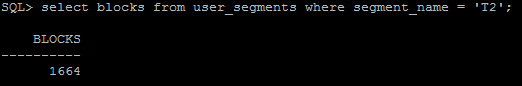 SQL> select blocks from user_segments where segment_name = 'T2';
BLOCKS
----------
1664